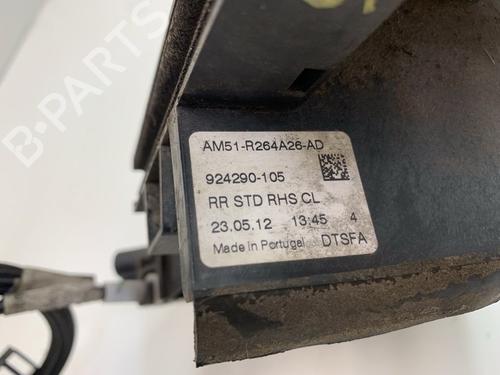 AM51-R264A26-AD
924290-105
RR STD RHS CL
23.05.12 13:45 4
Made in Portugal DTSFA
B-PARTS